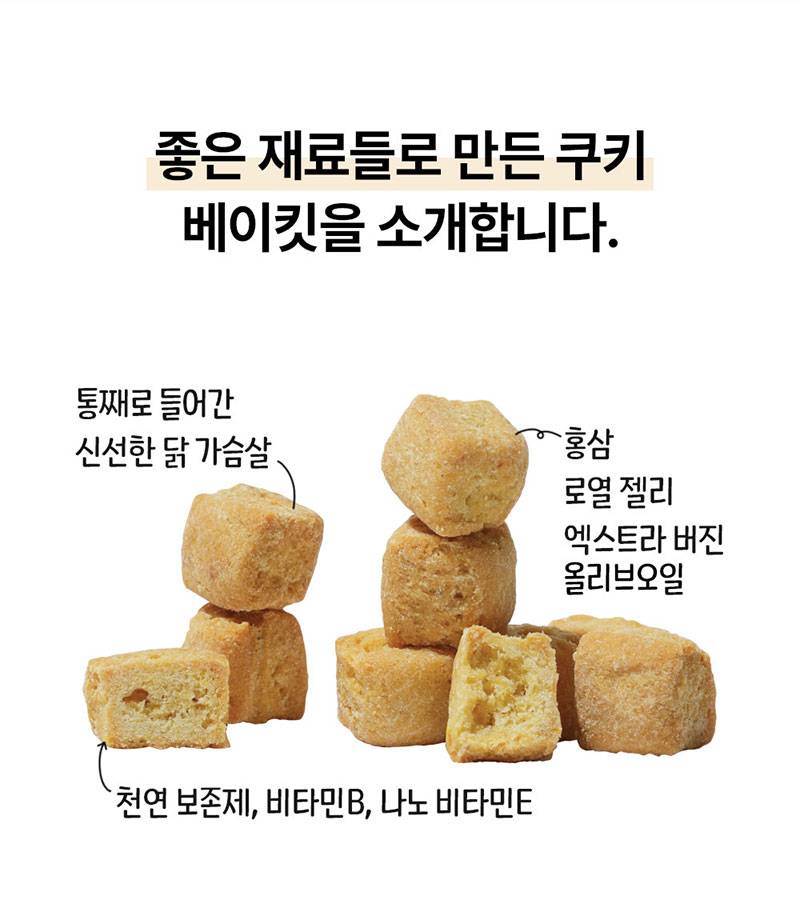 좋은 재료들로 만든 쿠키
베이킷을 소개합니다.
통째로 들어간
신선한 닭 가슴살
홍삼
로열 젤리
엑스트라 버진
올리브오일
천연 보존제, 비타민B, 나노 비타민E